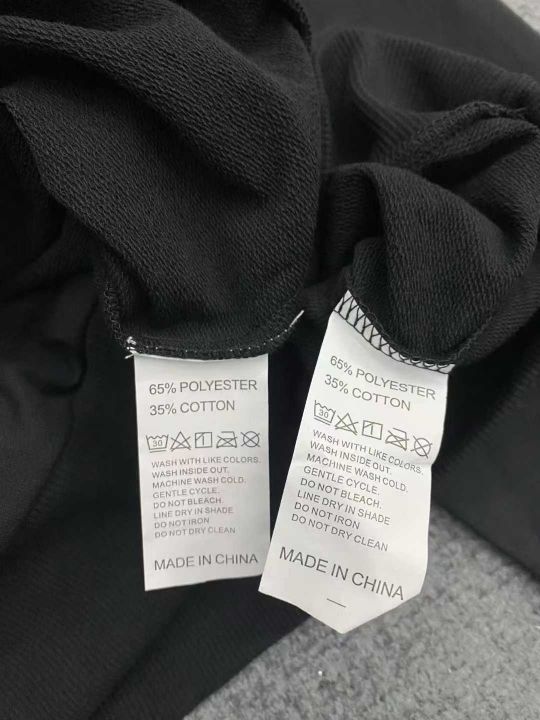 65% POLYESTER
35% COTTON
30
WASH WITH LIKE COLORS.
WASH INSIDE OUT.
MACHINE WASH COLD.
GENTLE CYCLE.
DO NOT BLEACH.
LINE DRY IN SHADE
DO NOT IRON
DO NOT DRY CLEAN
MADE IN CHINA
65% POLYESTER
35% COTTON
30
WASH WITH LIKE COLORS.
WASH INSIDE OUT.
MACHINE WASH COLD.
GENTLE CYCLE.
DO NOT BLEACH.
LINE DRY IN SHADE
DO NOT IRON
DO NOT DRY CLEAN
MADE IN CHINA